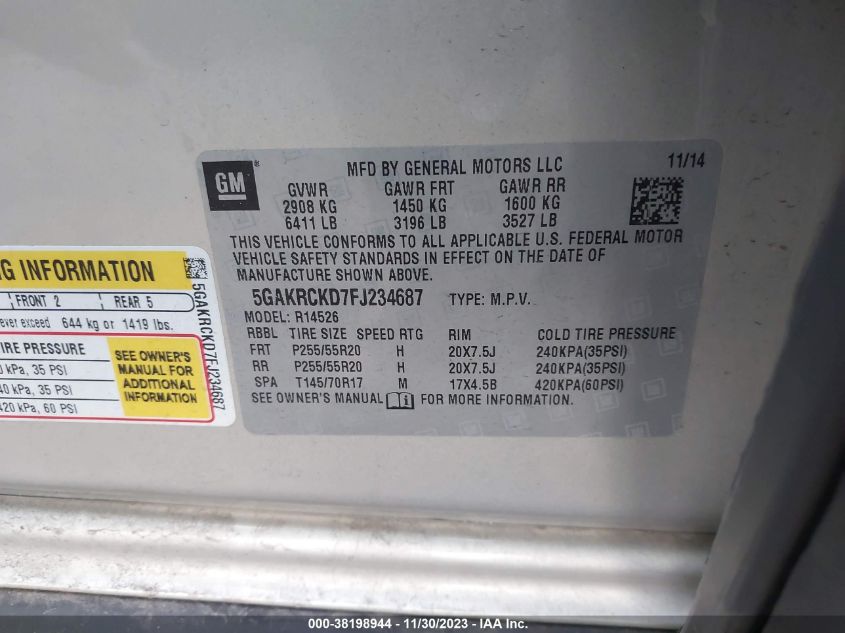 GM ®
MFD BY GENERAL MOTORS LLC 11/14
GVWR GAWR FRT GAWR RR
2908 KG 1450 KG 1600 KG
6411 LB 3196 LB 3527 LB
THIS VEHICLE CONFORMS TO ALL APPLICABLE U.S. FEDERAL MOTOR
VEHICLE SAFETY STANDARDS IN EFFECT ON THE DATE OF
MANUFACTURE SHOWN ABOVE.
5GAKRCKD7FJ234687 TYPE: M.P.V.
MODEL: R14526
RBBL TIRE SIZE SPEED RTG RIM COLD TIRE PRESSURE
FRT P255/55R20 H 20X7.5J 240KPA(35PSI)
RR P255/55R20 H 20X7.5J 240KPA(35PSI)
SPA T145/70R17 M 17X4.5B 420KPA(60PSI)
SEE OWNER'S MANUAL FOR MORE INFORMATION.
G INFORMATION
FRONT 2 REAR 5
ever exceed 644 kg or 1419 lbs.
IRE PRESSURE
kPa, 35 PSI
40 kPa, 35 PSI
420 kPa, 60 PSI
SEE OWNER'S
MANUAL FOR
ADDITIONAL
INFORMATION
5GAKRCKD7FJ234687
000-38198944 - 11/30/2023 - IAA Inc.